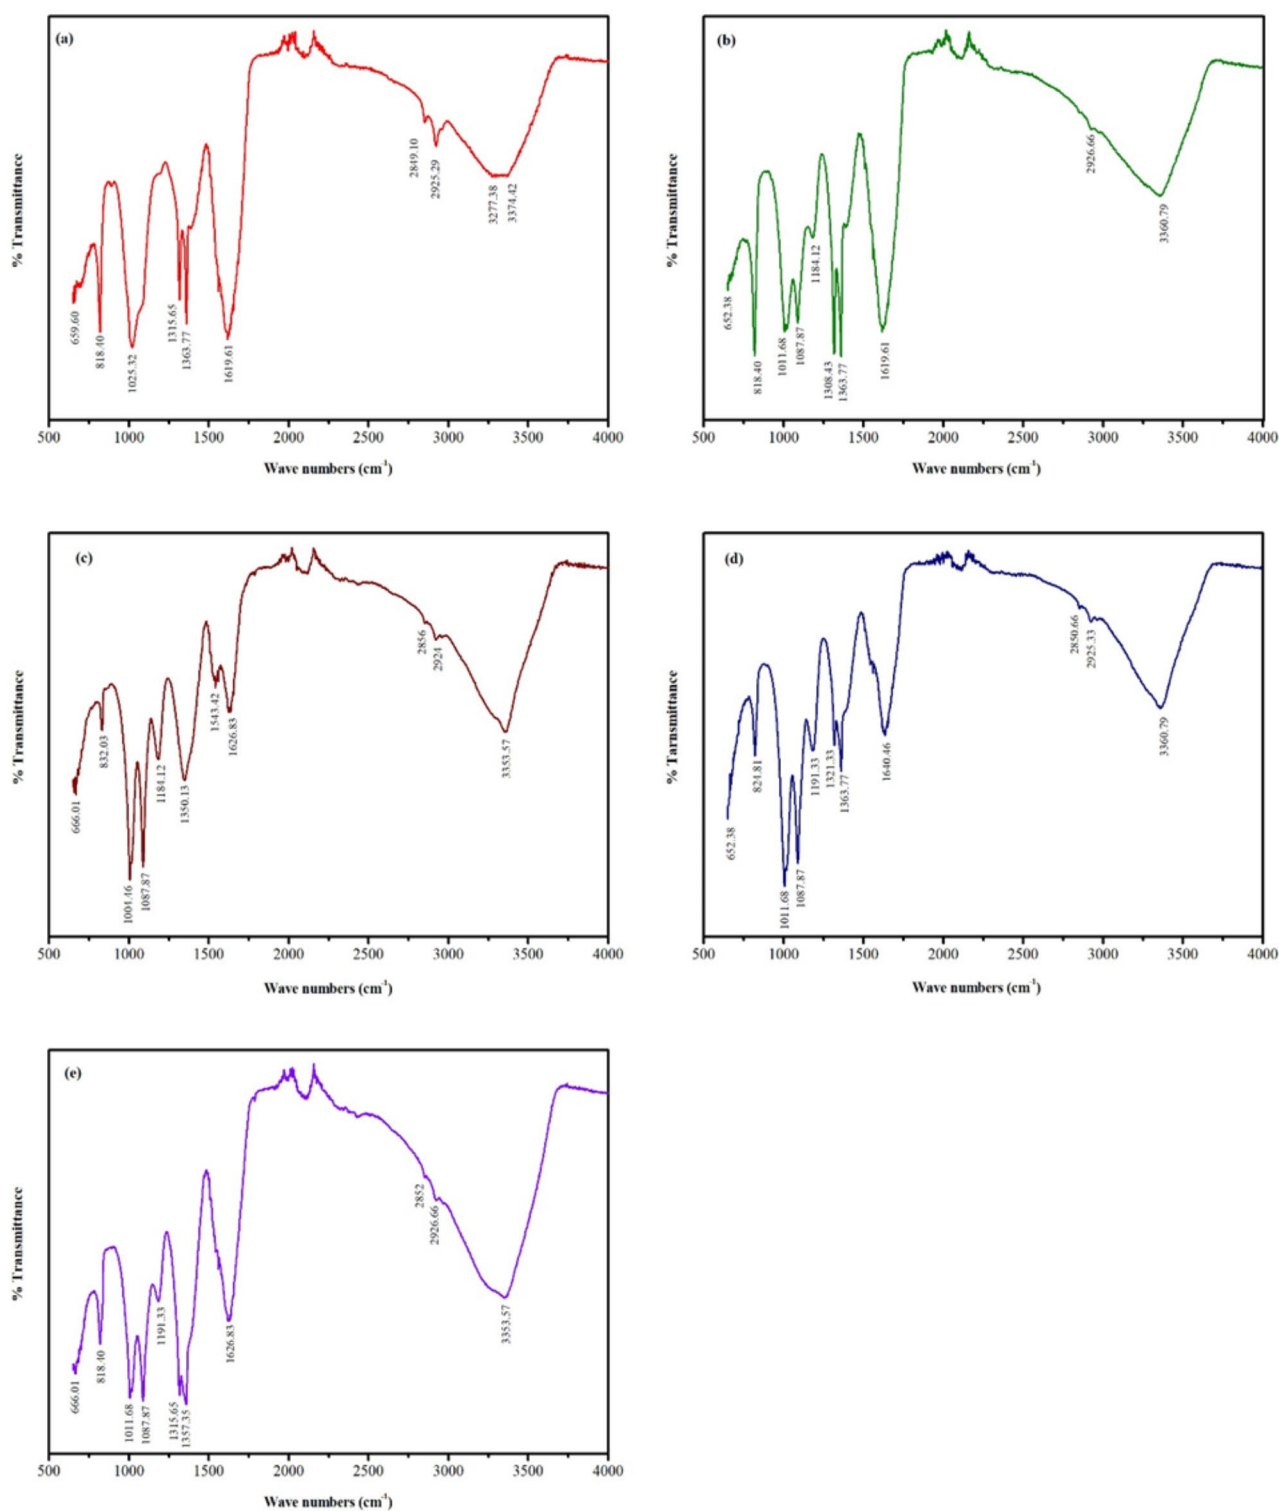 (a)
% Transmittance
659.60
818.40
1025.32
1315.65
1363.77
1619.61
2849.10
2925.29
3277.38
3374.42
500 1000 1500 2000 2500 3000 3500 4000
Wave numbers (cm-1)
(b)
% Transmittance
652.38
818.40
1011.68
1087.87
1184.12
1308.43
1363.77
1619.61
2926.66
3360.79
500 1000 1500 2000 2500 3000 3500 4000
Wave numbers (cm-1)
(c)
% Transmittance
666.01
832.03
1004.46
1087.87
1184.12
1350.13
1543.42
1626.83
2856
2924
3353.57
500 1000 1500 2000 2500 3000 3500 4000
Wave numbers (cm-1)
(d)
% Tarnsmittance
652.38
824.81
1011.68
1087.87
1191.33
1321.33
1363.77
1640.46
2850.66
2925.33
3360.79
500 1000 1500 2000 2500 3000 3500 4000
Wave numbers (cm-1)
(e)
% Transmittance
666.01
818.40
1011.68
1087.87
1191.33
1315.65
1357.35
1626.83
2852
2926.66
3353.57
500 1000 1500 2000 2500 3000 3500 4000
Wave numbers (cm-1)